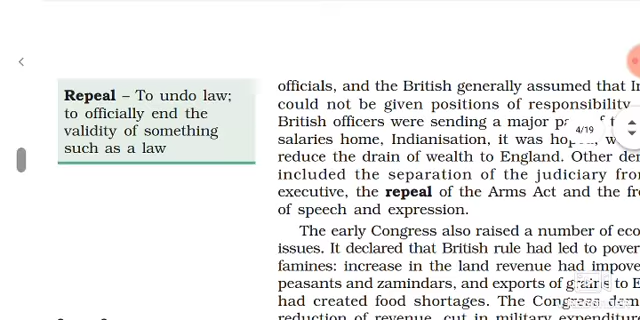 Repeal – To undo law;
to officially end the
validity of something
such as a law
officials, and the British generally assumed that
could not be given positions of responsibility
British officers were sending a major
4/19
salaries home, Indianisation, it was
reduce the drain of wealth to England. Other
included the separation of the judiciary
executive, the repeal of the Arms Act and the
of speech and expression.
The early Congress also raised a number of
issues. It declared that British rule had led to
famines: increase in the land revenue had
peasants and zamindars, and exports of grains to
had created food shortages. The Congress
reduction of revenue, cut in military